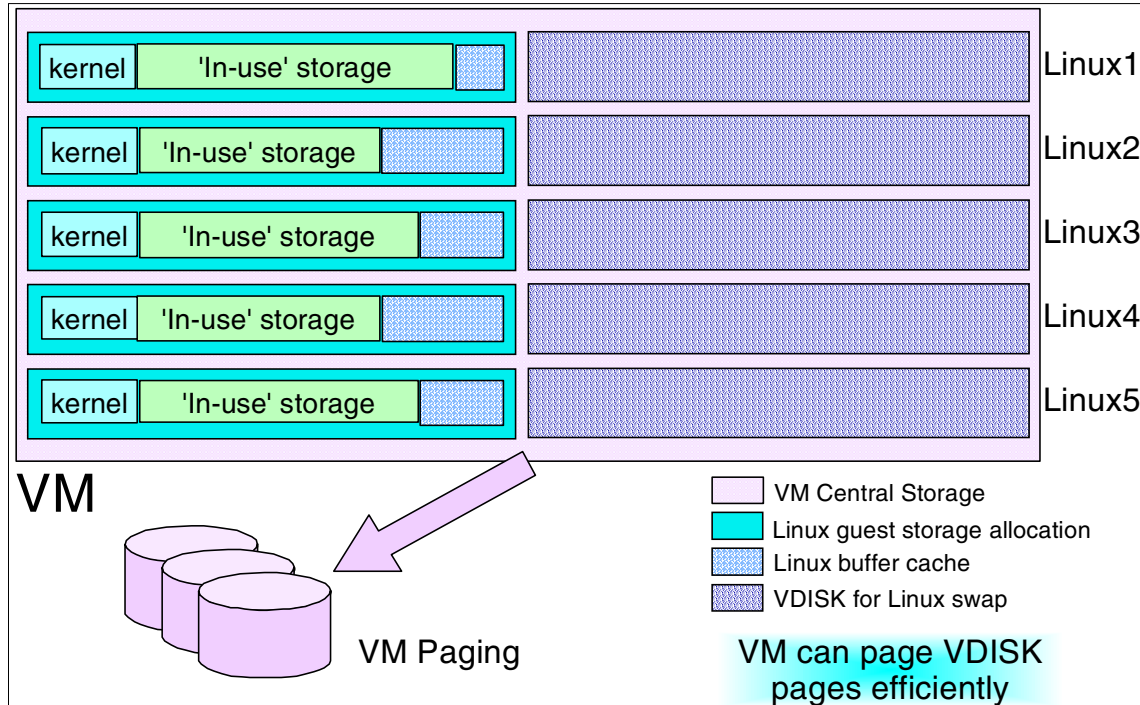 kernel 'In-use' storage Linux1
kernel 'In-use' storage Linux2
kernel 'In-use' storage Linux3
kernel 'In-use' storage Linux4
kernel 'In-use' storage Linux5
VM
VM Central Storage
Linux guest storage allocation
Linux buffer cache
VDISK for Linux swap
VM Paging
VM can page VDISK
pages efficiently